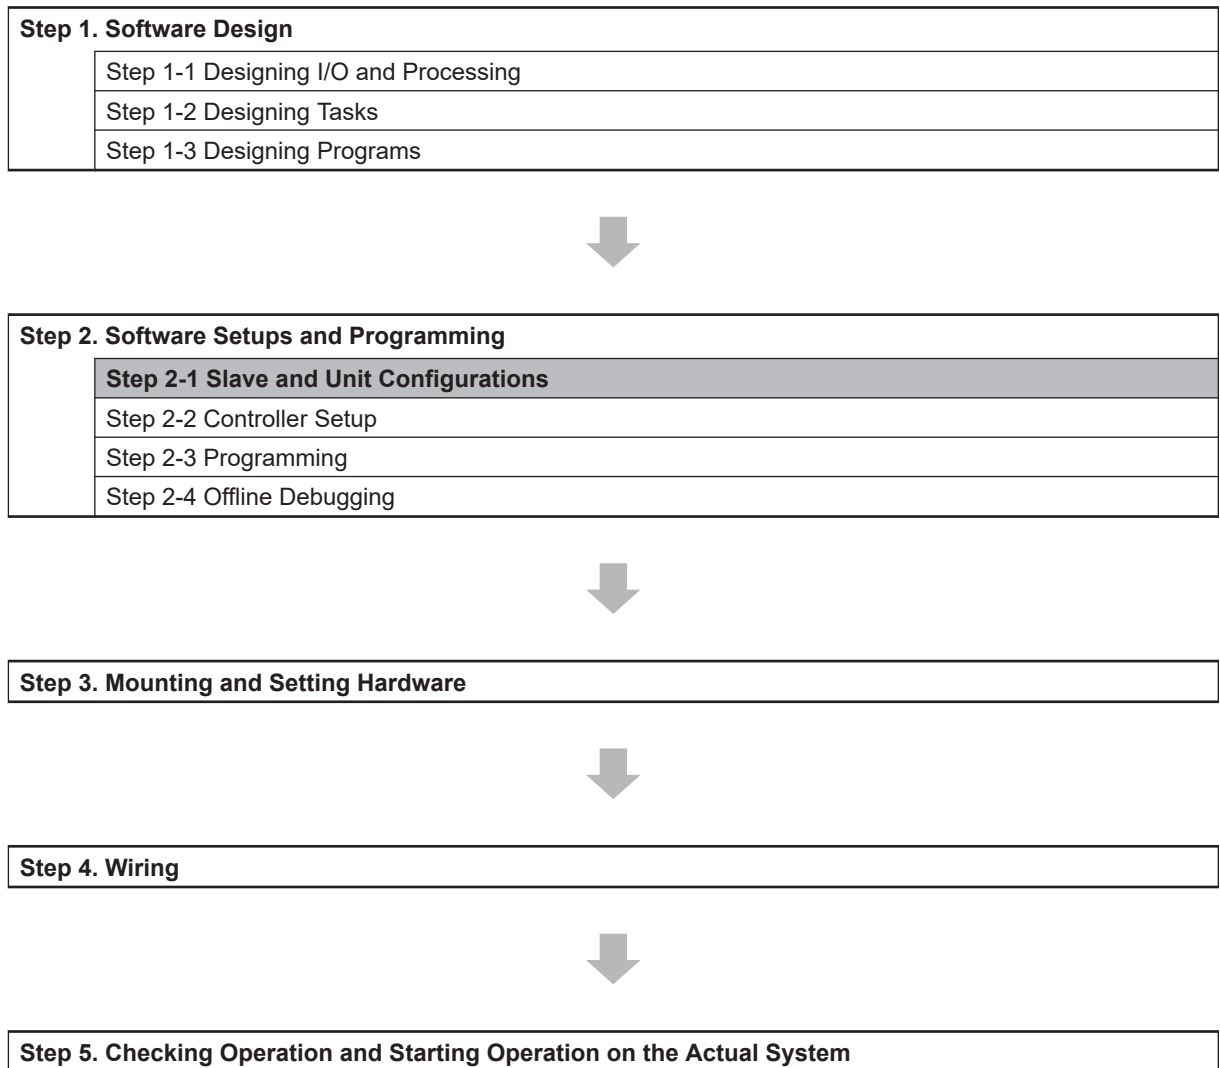 Step 1. Software Design
Step 1-1 Designing I/O and Processing
Step 1-2 Designing Tasks
Step 1-3 Designing Programs
Step 2. Software Setups and Programming
Step 2-1 Slave and Unit Configurations
Step 2-2 Controller Setup
Step 2-3 Programming
Step 2-4 Offline Debugging
Step 3. Mounting and Setting Hardware
Step 4. Wiring
Step 5. Checking Operation and Starting Operation on the Actual System